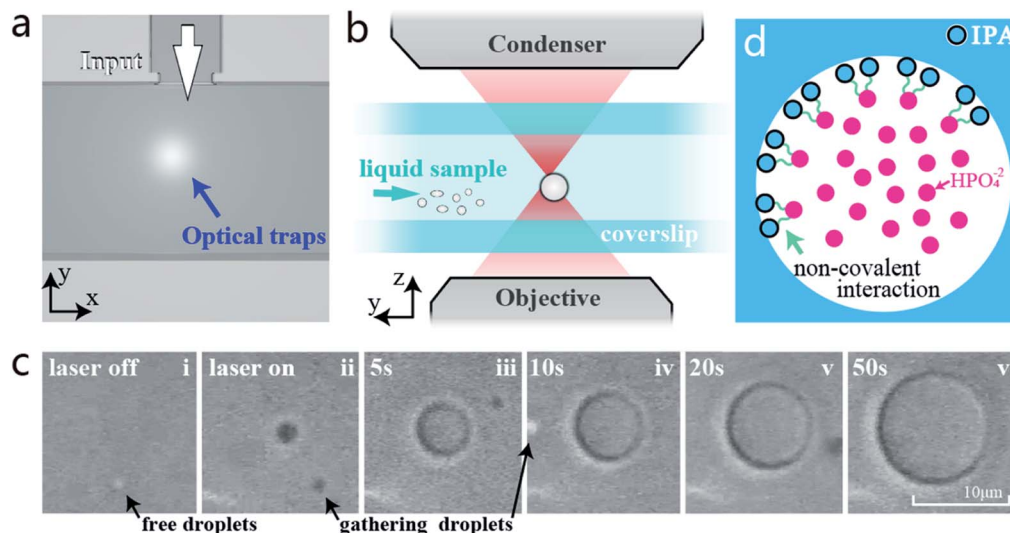 a
Input
Optical traps
y
x
b
Condenser
liquid sample
coverslip
z
y
Objective
d
IPA
HPO₄⁻²
non-covalent
interaction
c
laser off
i
laser on
ii
5s
iii
10s
iv
20s
v
50s
v
free droplets
gathering droplets
10μm